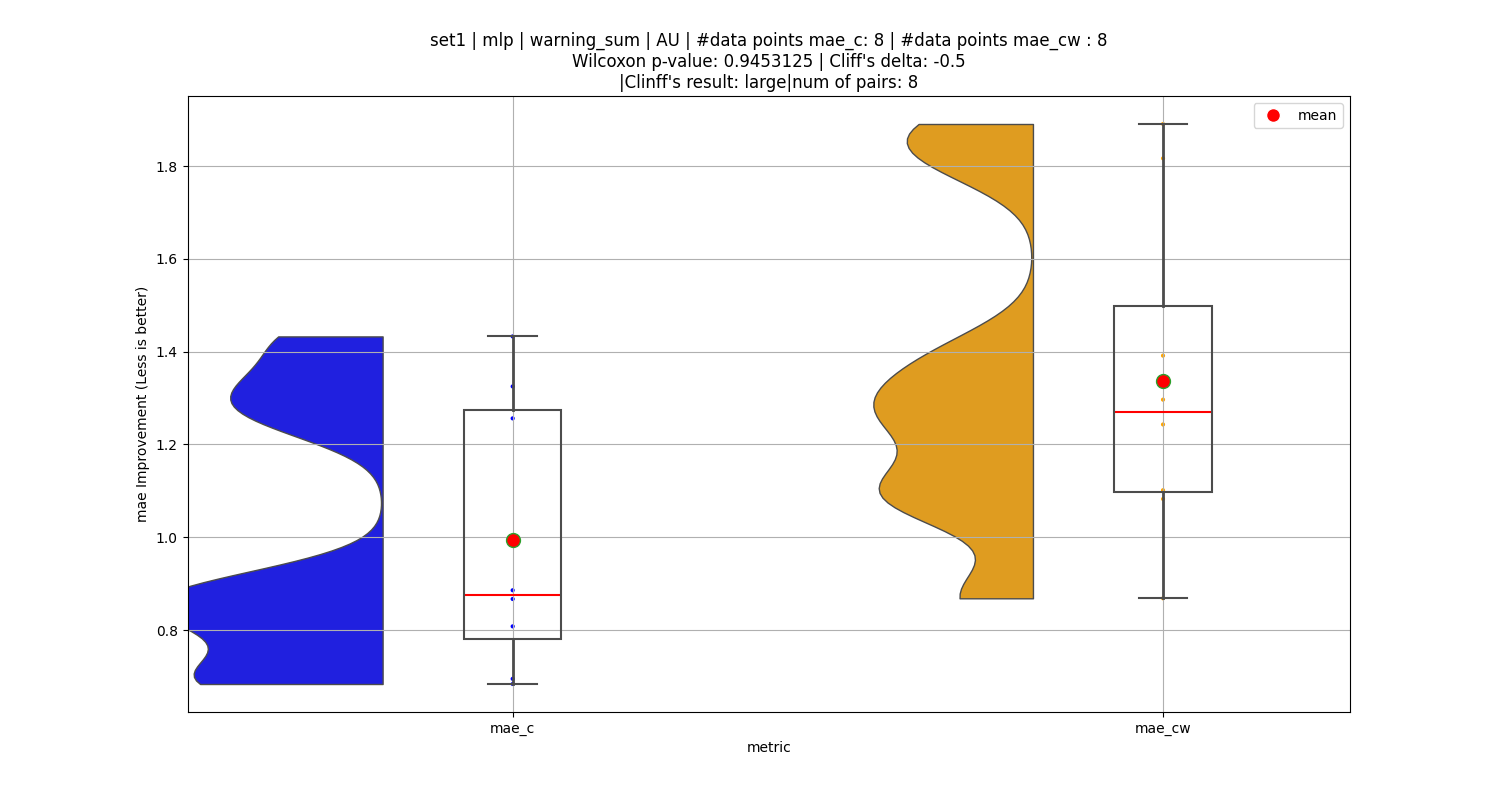 set1 | mlp | warning_sum | AU | #data points mae_c: 8 | #data points mae_cw : 8
Wilcoxon p-value: 0.9453125 | Cliff's delta: -0.5
|Clinff's result: large|num of pairs: 8
mean
1.8
1.6
1.4
1.2
1.0
0.8
mae Improvement (Less is better)
mae_c
mae_cw
metric